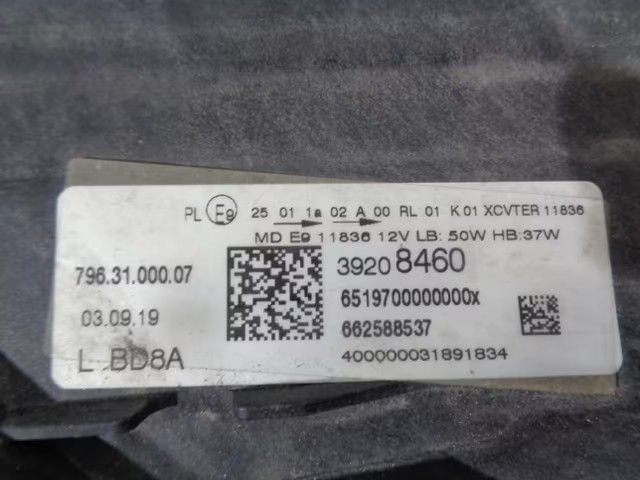 PL E9 25 01 1a 02 A 00 RL 01 K 01 XCVTER 11836
MD E9 11836 12V LB: 50W HB:37W
796.31.000.07
3920 8460
03.09.19
6519700000000x
L BD8A
662588537
400000031891834